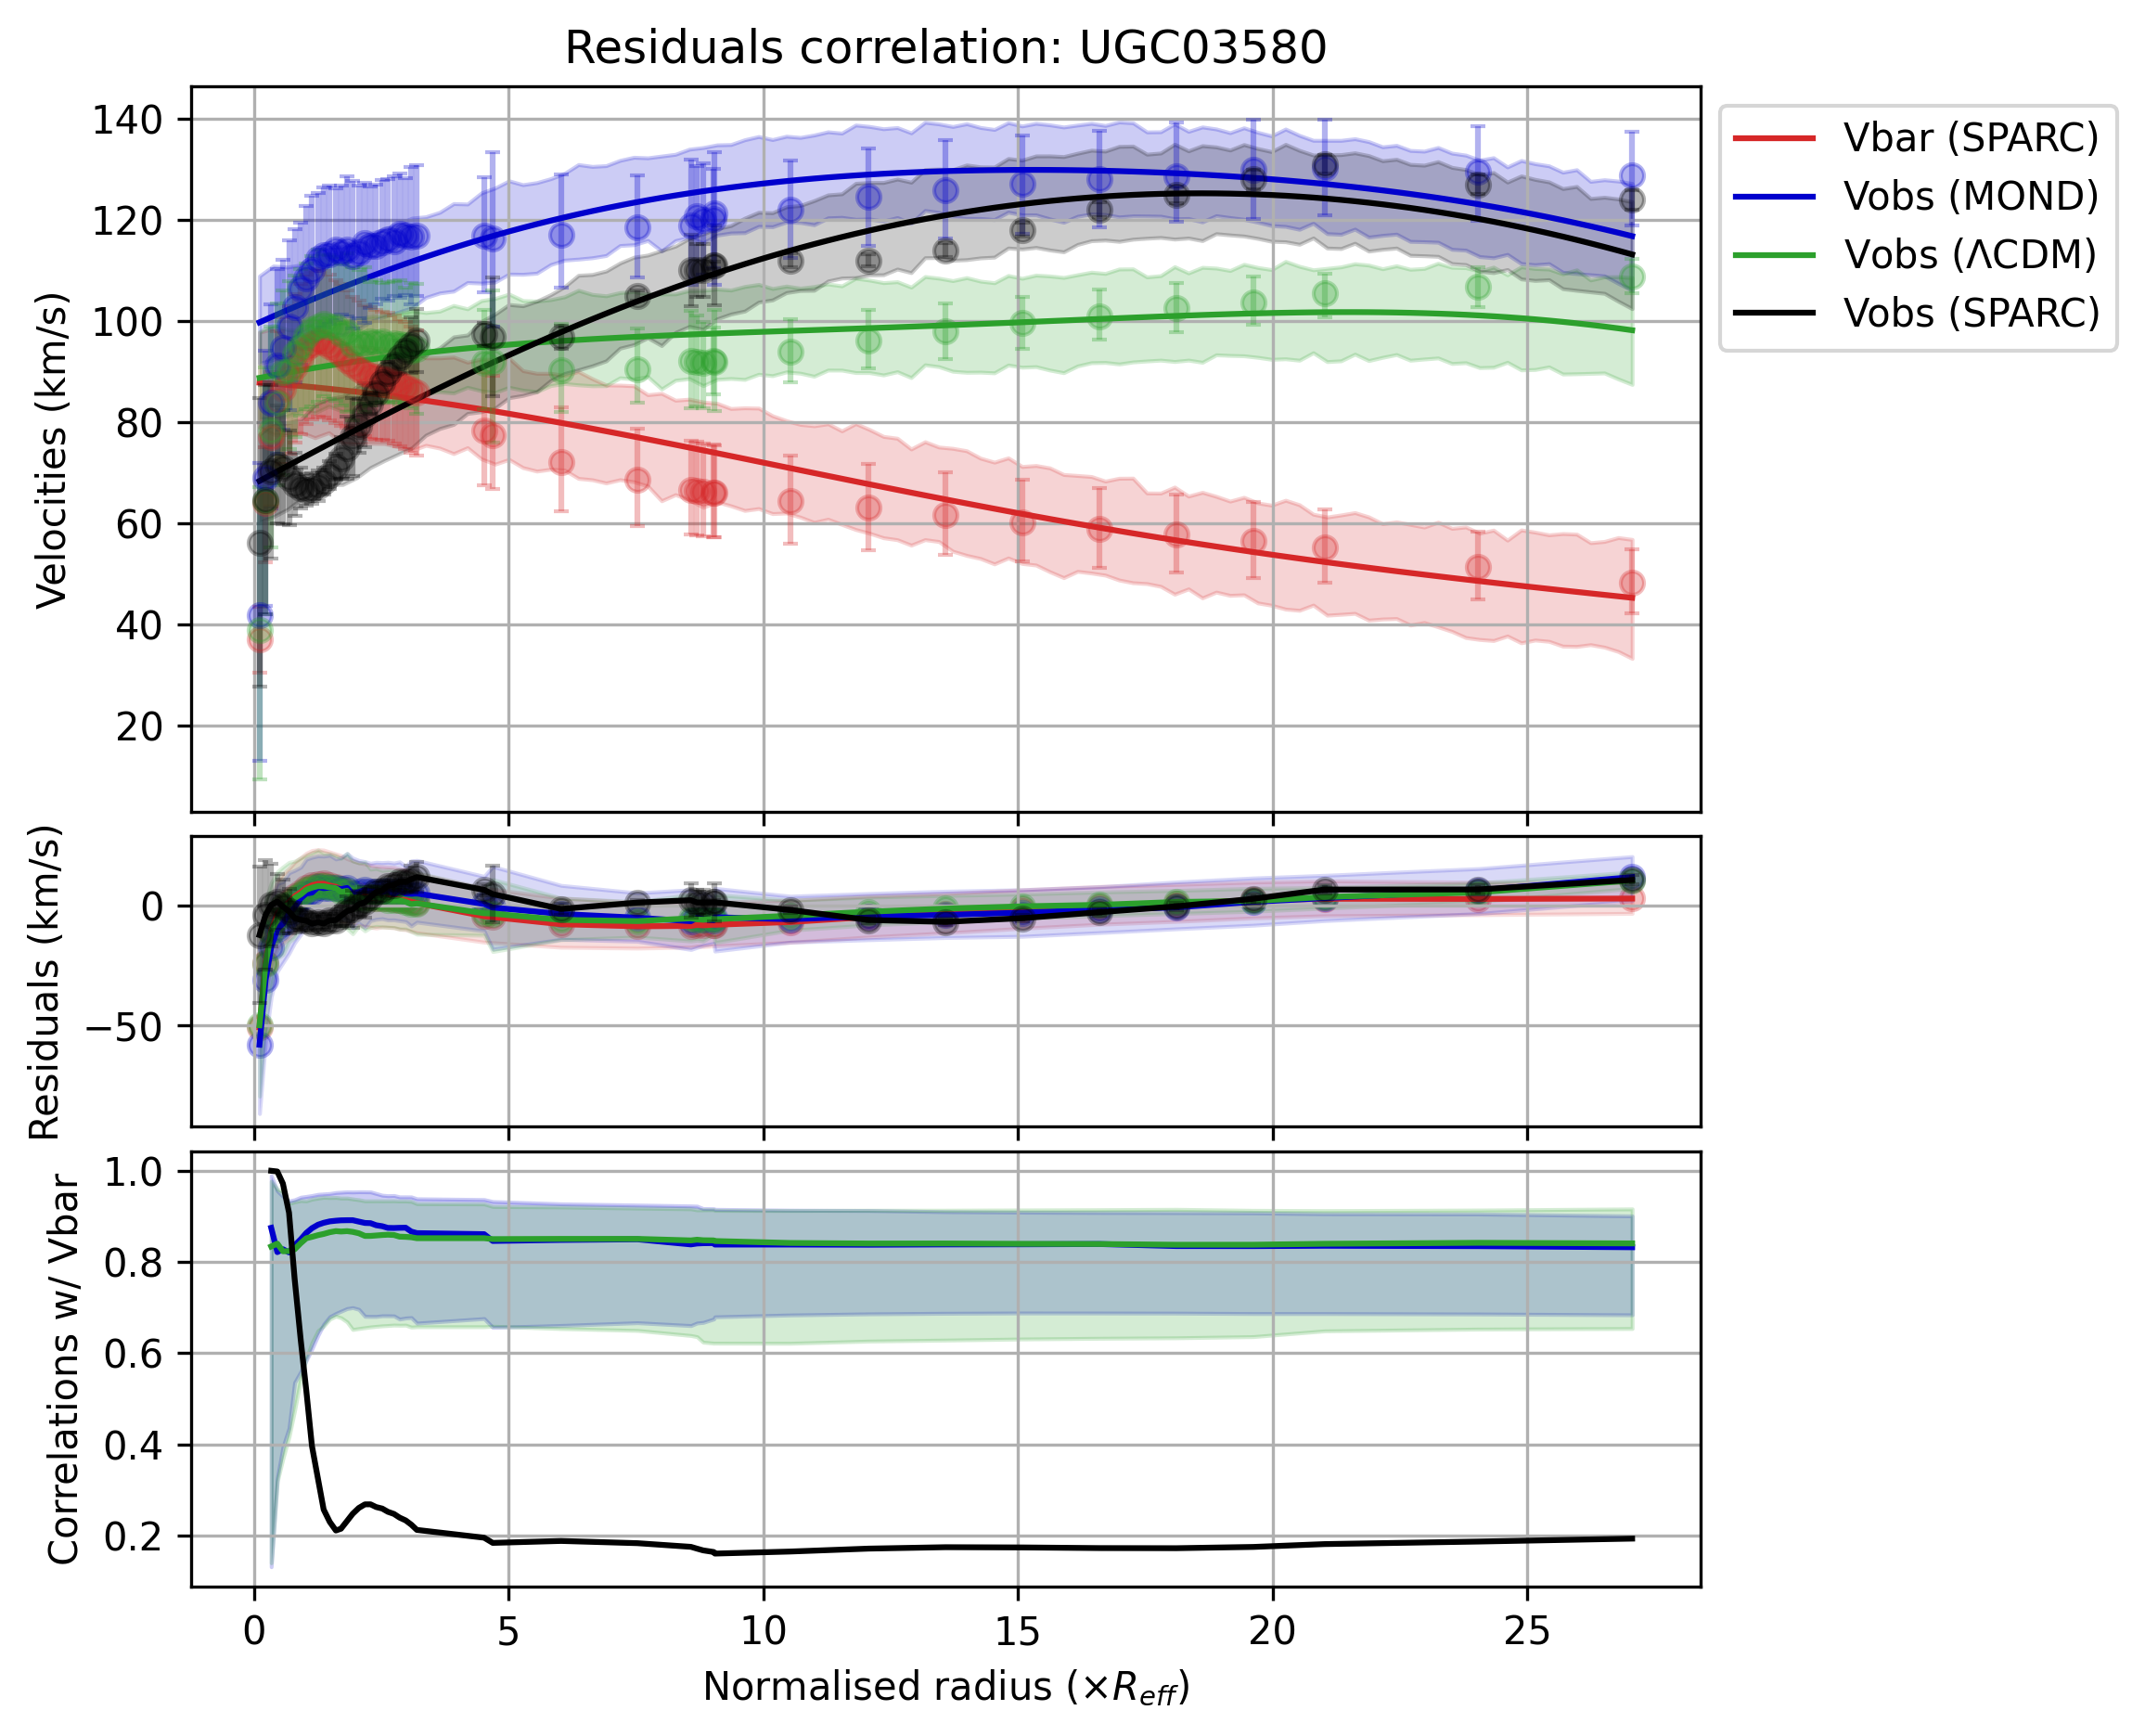 Residuals correlation: UGC03580
Velocities (km/s)
140
120
100
80
60
40
20
Vbar (SPARC)
Vobs (MOND)
Vobs (ΛCDM)
Vobs (SPARC)
Residuals (km/s)
0
−50
Correlations w/ Vbar
1.0
0.8
0.6
0.4
0.2
0 5 10 15 20 25
Normalised radius (×R_eff)